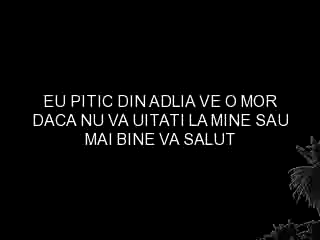 EU PITIC DIN ADLIA VE O MOR
DACA NU VA UITATI LA MINE SAU
MAI BINE VA SALUT